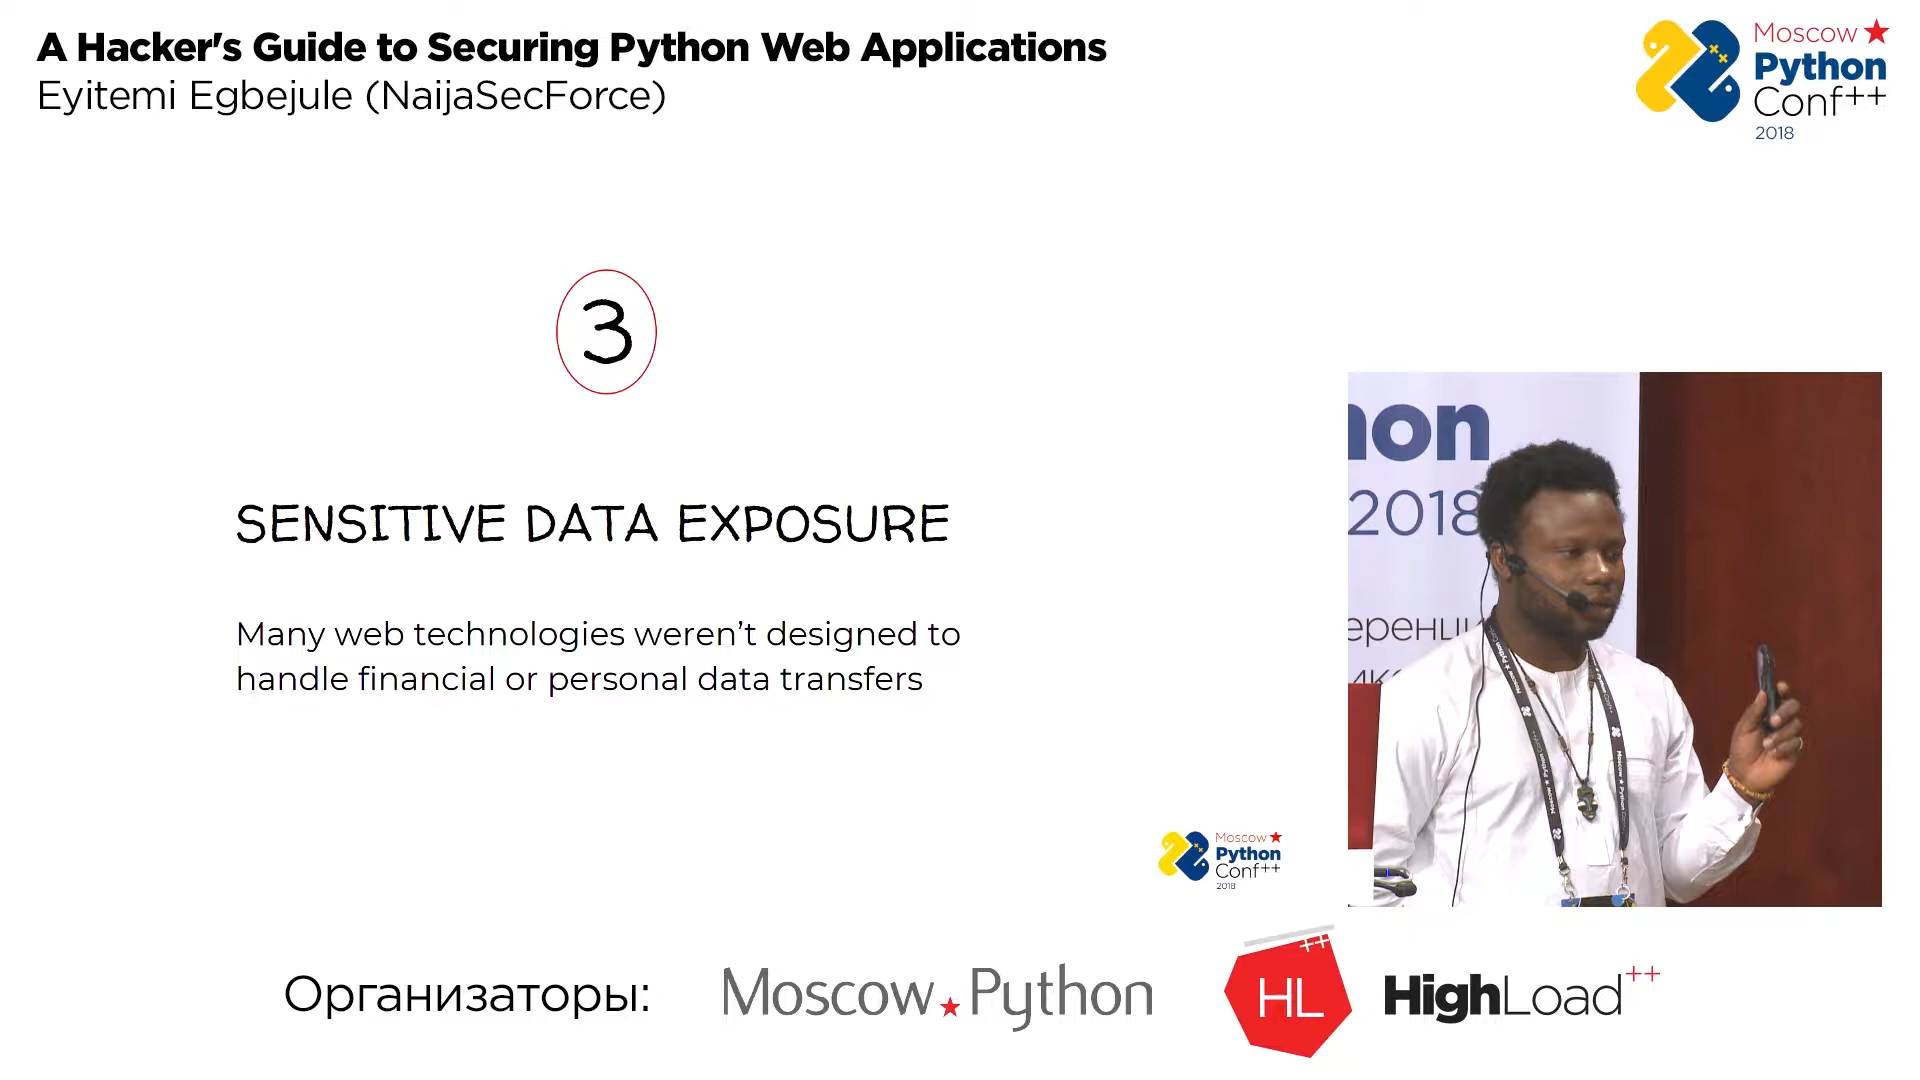 A Hacker's Guide to Securing Python Web Applications
Eyitemi Egbejule (NaijaSecForce)
Moscow
Python
Conf++
2018
3
SENSITIVE DATA EXPOSURE
Many web technologies weren’t designed to
handle financial or personal data transfers
hon
2018
Moscow
Python
Conf++
2018
Организаторы:
Moscow Python
++
HL
HighLoad++